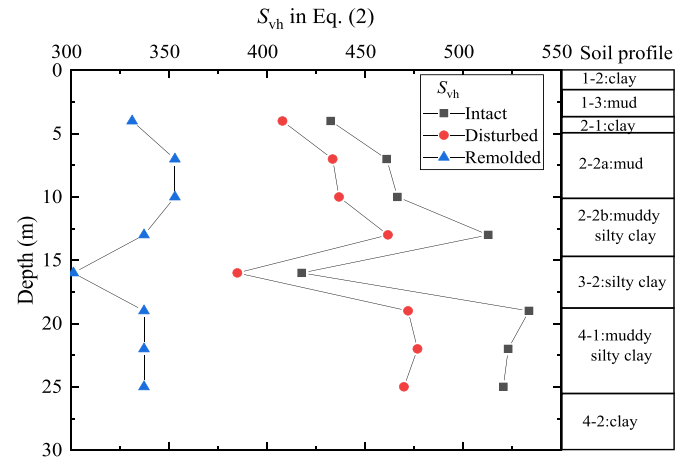 S_vh in Eq. (2)
300 350 400 450 500 550 Soil profile
0
5
10
15
20
25
30
Depth (m)
S_vh
Intact
Disturbed
Remolded
1-2:clay
1-3:mud
2-1:clay
2-2a:mud
2-2b:muddy
silty clay
3-2:silty clay
4-1:muddy
silty clay
4-2:clay